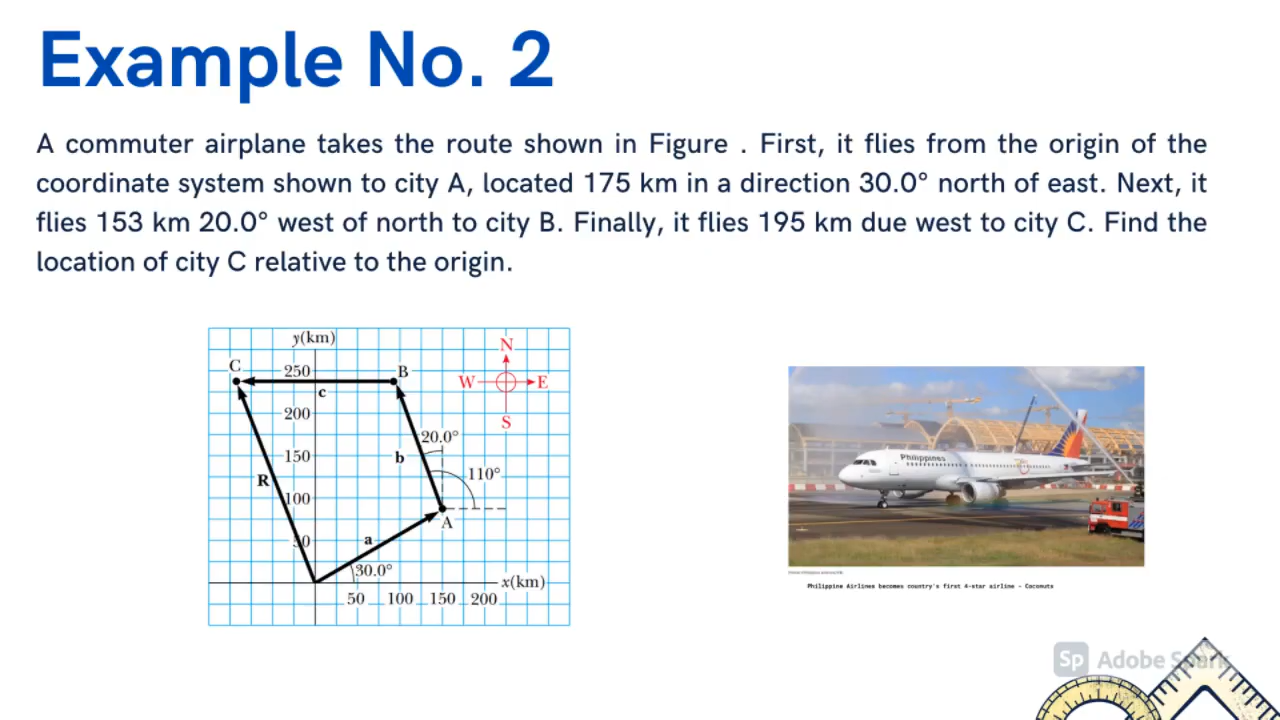 Example No. 2
A commuter airplane takes the route shown in Figure . First, it flies from the origin of the
coordinate system shown to city A, located 175 km in a direction 30.0° north of east. Next, it
flies 153 km 20.0° west of north to city B. Finally, it flies 195 km due west to city C. Find the
location of city C relative to the origin.
y(km)
N
C
250
B
W
E
c
200
S
20.0°
150
b
110°
R
100
A
50
a
30.0°
x(km)
50 100 150 200
Philippines
Philippine Airlines becomes country's first 4-star airline - Coconuts
Sp Adobe Spark